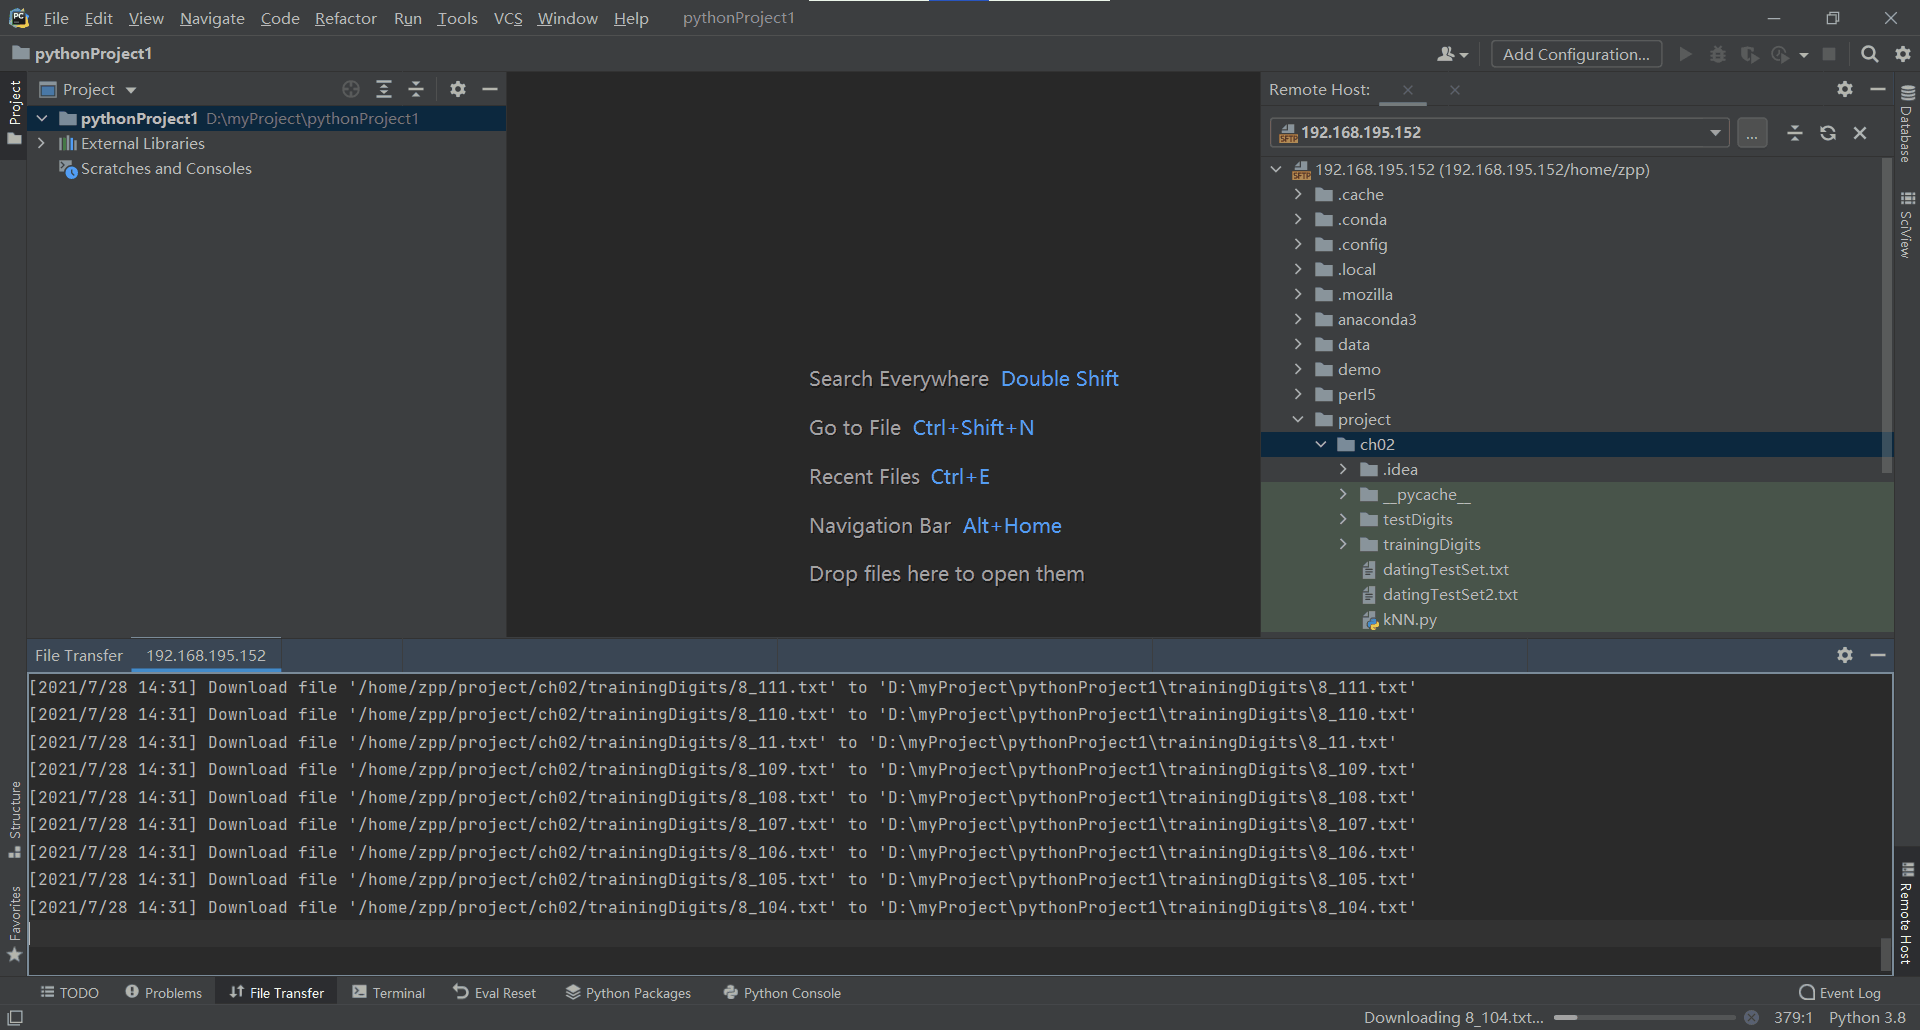 File Edit View Navigate Code Refactor Run Tools VCS Window Help pythonProject1
pythonProject1
Add Configuration...
Project
Project
pythonProject1 D:\myProject\pythonProject1
External Libraries
Scratches and Consoles
Structure
Favorites
Search Everywhere Double Shift
Go to File Ctrl+Shift+N
Recent Files Ctrl+E
Navigation Bar Alt+Home
Drop files here to open them
Remote Host:
SFTP 192.168.195.152
...
SFTP 192.168.195.152 (192.168.195.152/home/zpp)
.cache
.conda
.config
.local
.mozilla
anaconda3
data
demo
perl5
project
ch02
.idea
__pycache__
testDigits
trainingDigits
datingTestSet.txt
datingTestSet2.txt
kNN.py
Database
SciView
Remote Host
File Transfer 192.168.195.152
[2021/7/28 14:31] Download file '/home/zpp/project/ch02/trainingDigits/8_111.txt' to 'D:\myProject\pythonProject1\trainingDigits\8_111.txt'
[2021/7/28 14:31] Download file '/home/zpp/project/ch02/trainingDigits/8_110.txt' to 'D:\myProject\pythonProject1\trainingDigits\8_110.txt'
[2021/7/28 14:31] Download file '/home/zpp/project/ch02/trainingDigits/8_11.txt' to 'D:\myProject\pythonProject1\trainingDigits\8_11.txt'
[2021/7/28 14:31] Download file '/home/zpp/project/ch02/trainingDigits/8_109.txt' to 'D:\myProject\pythonProject1\trainingDigits\8_109.txt'
[2021/7/28 14:31] Download file '/home/zpp/project/ch02/trainingDigits/8_108.txt' to 'D:\myProject\pythonProject1\trainingDigits\8_108.txt'
[2021/7/28 14:31] Download file '/home/zpp/project/ch02/trainingDigits/8_107.txt' to 'D:\myProject\pythonProject1\trainingDigits\8_107.txt'
[2021/7/28 14:31] Download file '/home/zpp/project/ch02/trainingDigits/8_106.txt' to 'D:\myProject\pythonProject1\trainingDigits\8_106.txt'
[2021/7/28 14:31] Download file '/home/zpp/project/ch02/trainingDigits/8_105.txt' to 'D:\myProject\pythonProject1\trainingDigits\8_105.txt'
[2021/7/28 14:31] Download file '/home/zpp/project/ch02/trainingDigits/8_104.txt' to 'D:\myProject\pythonProject1\trainingDigits\8_104.txt'
TODO Problems File Transfer Terminal Eval Reset Python Packages Python Console Event Log
Downloading 8_104.txt... 379:1 Python 3.8